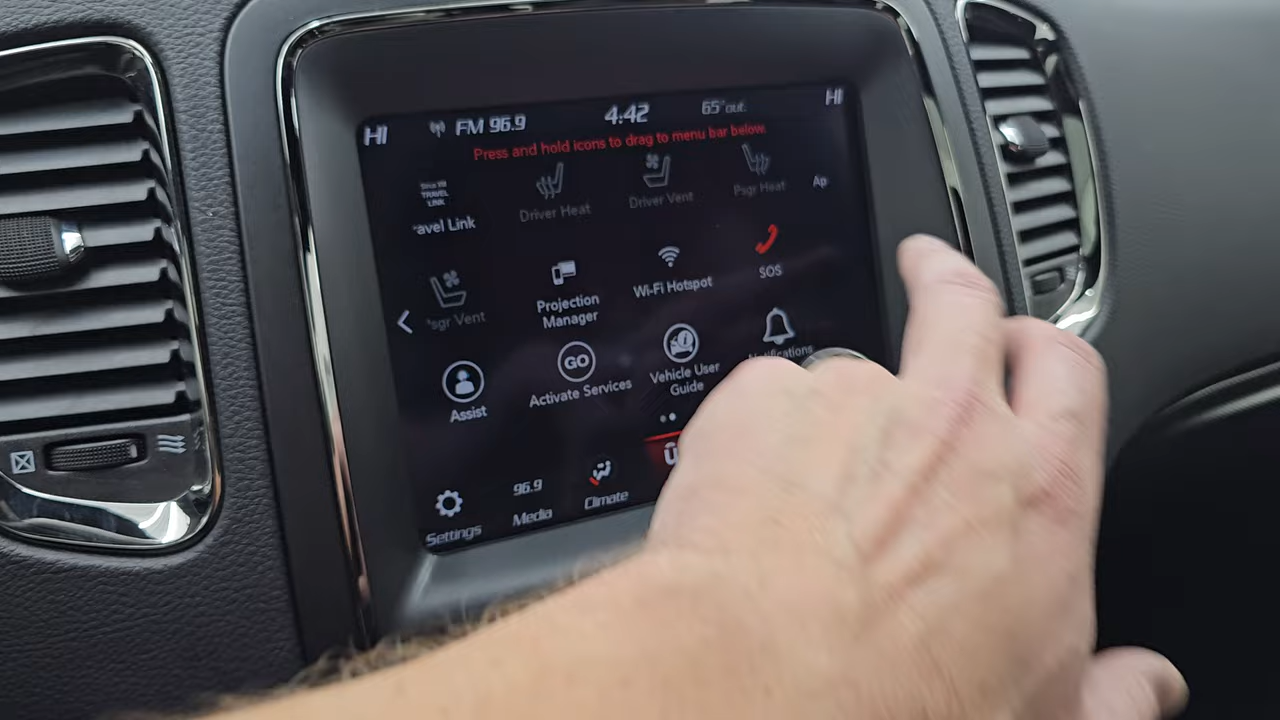 HI FM 96.9 4:42 65° out. HI
Press and hold icons to drag to menu bar below.
TRAVEL
LINK
avel Link Driver Heat Driver Vent Psgr Heat Ap
sgr Vent Projection
Manager Wi-Fi Hotspot SOS
Assist GO
Activate Services Vehicle User
Guide Notifications
Settings 96.9
Media Climate